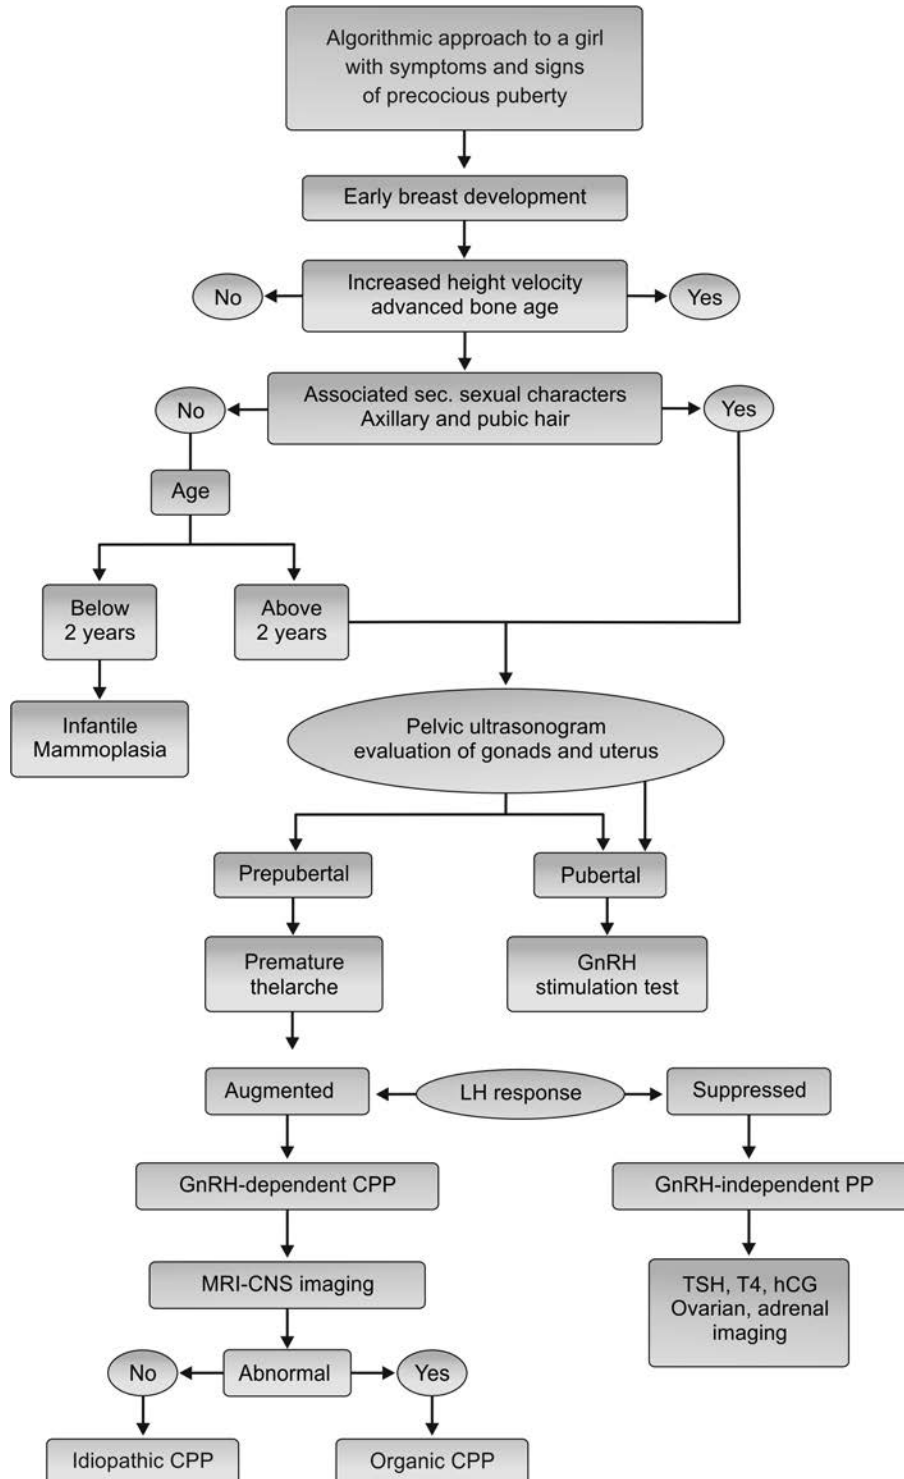 Algorithmic approach to a girl
with symptoms and signs
of precocious puberty
Early breast development
No
Increased height velocity
advanced bone age
Yes
No
Associated sec. sexual characters
Axillary and pubic hair
Yes
Age
Below
2 years
Above
2 years
Infantile
Mammoplasia
Pelvic ultrasonogram
evaluation of gonads and uterus
Prepubertal
Pubertal
Premature
thelarche
GnRH
stimulation test
Augmented
LH response
Suppressed
GnRH-dependent CPP
GnRH-independent PP
MRI-CNS imaging
TSH, T4, hCG
Ovarian, adrenal
imaging
No
Abnormal
Yes
Idiopathic CPP
Organic CPP